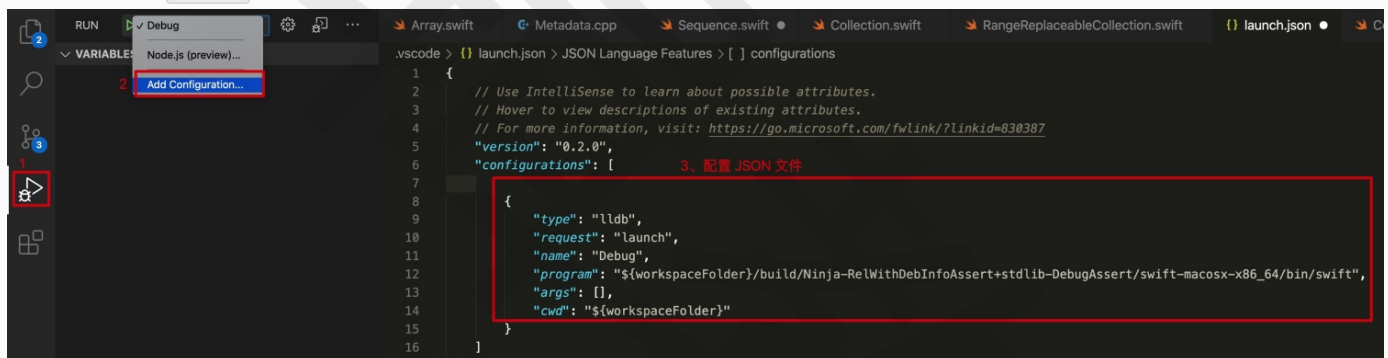 RUN
Debug
Array.swift
Metadata.cpp
Sequence.swift
Collection.swift
RangeReplaceableCollection.swift
{} launch.json
2
VARIABLES
Node.js (preview)...
2
Add Configuration...
.vscode > {} launch.json > JSON Language Features > [ ] configurations
1 {
2 // Use IntelliSense to learn about possible attributes.
3 // Hover to view descriptions of existing attributes.
4 // For more information, visit: https://go.microsoft.com/fwlink/?linkid=830387
5 "version": "0.2.0",
6 "configurations": [
3、配置 JSON 文件
3
1
7
8 {
9 "type": "lldb",
10 "request": "launch",
11 "name": "Debug",
12 "program": "${workspaceFolder}/build/Ninja-RelWithDebInfoAssert+stdlib-DebugAssert/swift-macosx-x86_64/bin/swift",
13 "args": [],
14 "cwd": "${workspaceFolder}"
15 }
16 ]